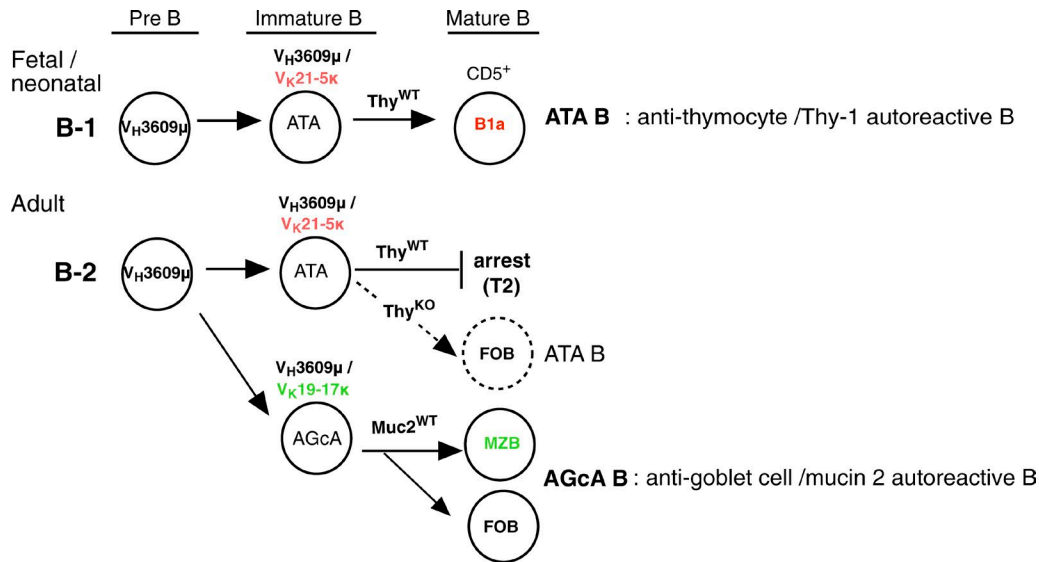 Pre B Immature B Mature B
Fetal / neonatal
VH3609μ /
VK21-5κ
CD5+
B-1
VH3609μ
ATA
ThyWT
B1a
ATA B : anti-thymocyte /Thy-1 autoreactive B
Adult
VH3609μ /
VK21-5κ
B-2
VH3609μ
ATA
ThyWT
arrest
(T2)
ThyKO
FOB
ATA B
VH3609μ /
VK19-17κ
AGcA
Muc2WT
MZB
AGcA B : anti-goblet cell /mucin 2 autoreactive B
FOB